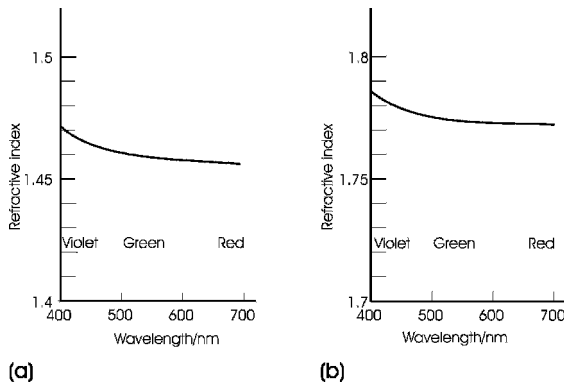 1.5
1.45
1.4
Refractive index
Violet Green Red
400 500 600 700
Wavelength/nm
(a)
1.8
1.75
1.7
Refractive index
Violet Green Red
400 500 600 700
Wavelength/nm
(b)